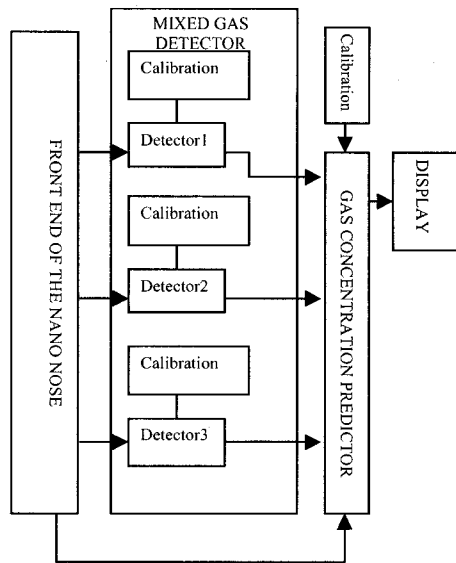 MIXED GAS
DETECTOR
Calibration
Detector1
Calibration
Detector2
Calibration
Detector3
FRONT END OF THE NANO NOSE
Calibration
GAS CONCENTRATION PREDICTOR
DISPLAY